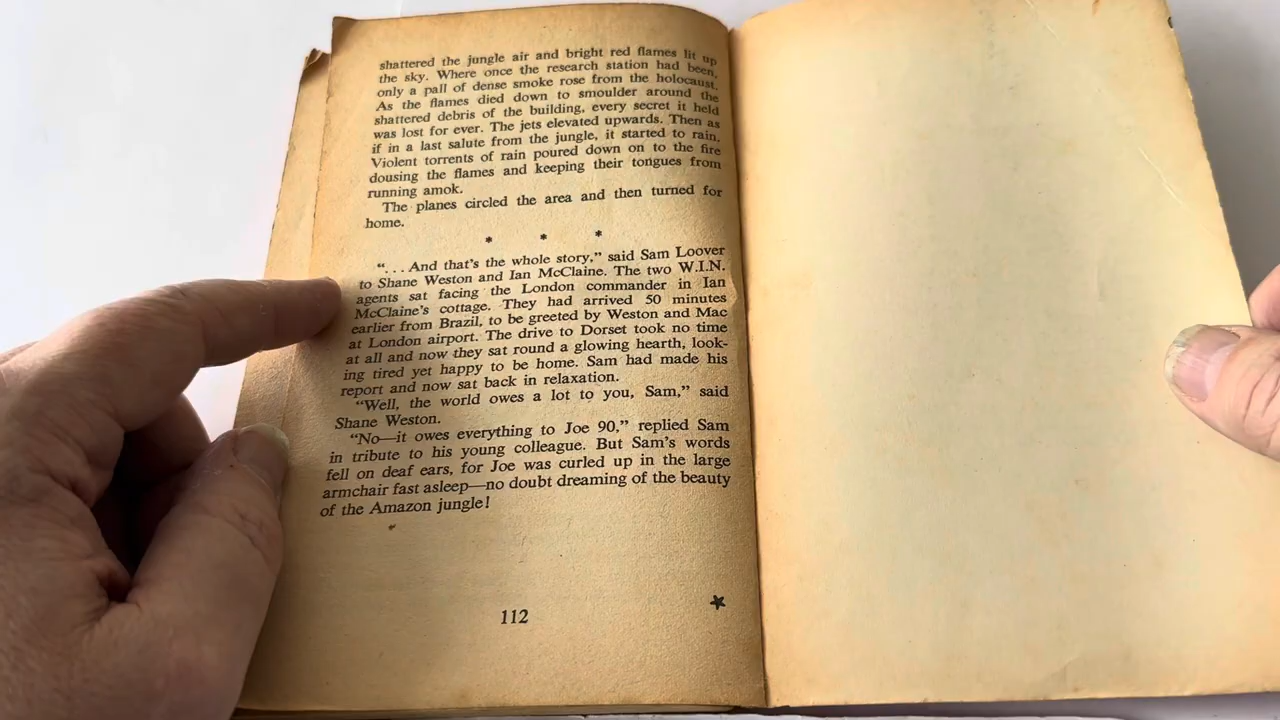 shattered the jungle air and bright red flames lit up
the sky. Where once the research station had been,
only a pall of dense smoke rose from the holocaust.
As the flames died down to smoulder around the
shattered debris of the building, every secret it held
was lost for ever. The jets elevated upwards. Then as
if in a last salute from the jungle, it started to rain.
Violent torrents of rain poured down on to the fire
dousing the flames and keeping their tongues from
running amok.
The planes circled the area and then turned for
home.
* * *
“. . . And that’s the whole story,” said Sam Loover
to Shane Weston and Ian McClaine. The two W.I.N.
agents sat facing the London commander in Ian
McClaine’s cottage. They had arrived 50 minutes
earlier from Brazil, to be greeted by Weston and Mac
at London airport. The drive to Dorset took no time
at all and now they sat round a glowing hearth, look-
ing tired yet happy to be home. Sam had made his
report and now sat back in relaxation.
“Well, the world owes a lot to you, Sam,” said
Shane Weston.
“No—it owes everything to Joe 90,” replied Sam
in tribute to his young colleague. But Sam’s words
fell on deaf ears, for Joe was curled up in the large
armchair fast asleep—no doubt dreaming of the beauty
of the Amazon jungle!
112